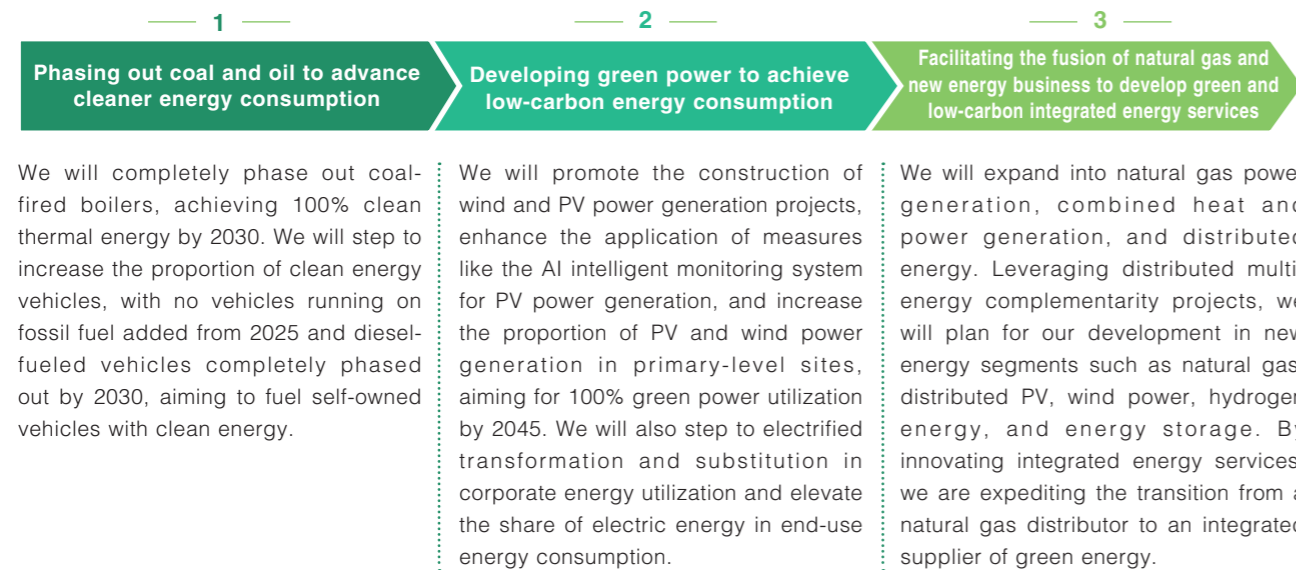 1
Phasing out coal and oil to advance
cleaner energy consumption
We will completely phase out coal-
fired boilers, achieving 100% clean
thermal energy by 2030. We will step to
increase the proportion of clean energy
vehicles, with no vehicles running on
fossil fuel added from 2025 and diesel-
fueled vehicles completely phased
out by 2030, aiming to fuel self-owned
vehicles with clean energy.
2
Developing green power to achieve
low-carbon energy consumption
We will promote the construction of
wind and PV power generation projects,
enhance the application of measures
like the AI intelligent monitoring system
for PV power generation, and increase
the proportion of PV and wind power
generation in primary-level sites,
aiming for 100% green power utilization
by 2045. We will also step to electrified
transformation and substitution in
corporate energy utilization and elevate
the share of electric energy in end-use
energy consumption.
3
Facilitating the fusion of natural gas and
new energy business to develop green and
low-carbon integrated energy services
We will expand into natural gas power
generation, combined heat and
power generation, and distributed
energy. Leveraging distributed multi
energy complementarity projects, we
will plan for our development in new
energy segments such as natural gas
distributed PV, wind power, hydrogen
energy, and energy storage. By
innovating integrated energy services
we are expediting the transition from a
natural gas distributor to an integrated
supplier of green energy.